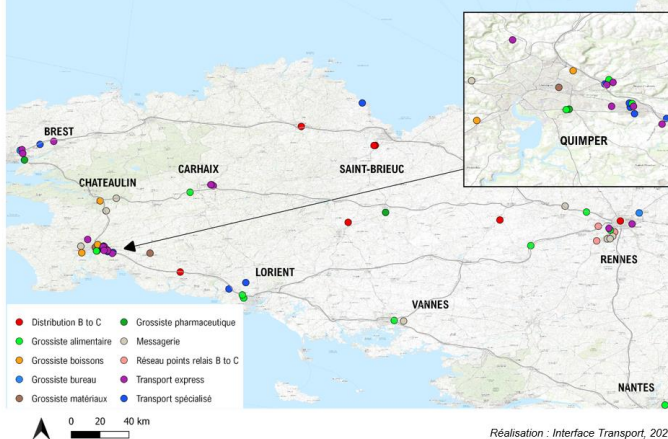 BREST
CHATEAULIN
CARHAIX
SAINT-BRIEUC
QUIMPER
LORIENT
VANNES
RENNES
NANTES
Distribution B to C
Grossiste alimentaire
Grossiste boissons
Grossiste bureau
Grossiste matériaux
Grossiste pharmaceutique
Messagerie
Réseau points relais B to C
Transport express
Transport spécialisé
0 20 40 km
Réalisation : Interface Transport, 202